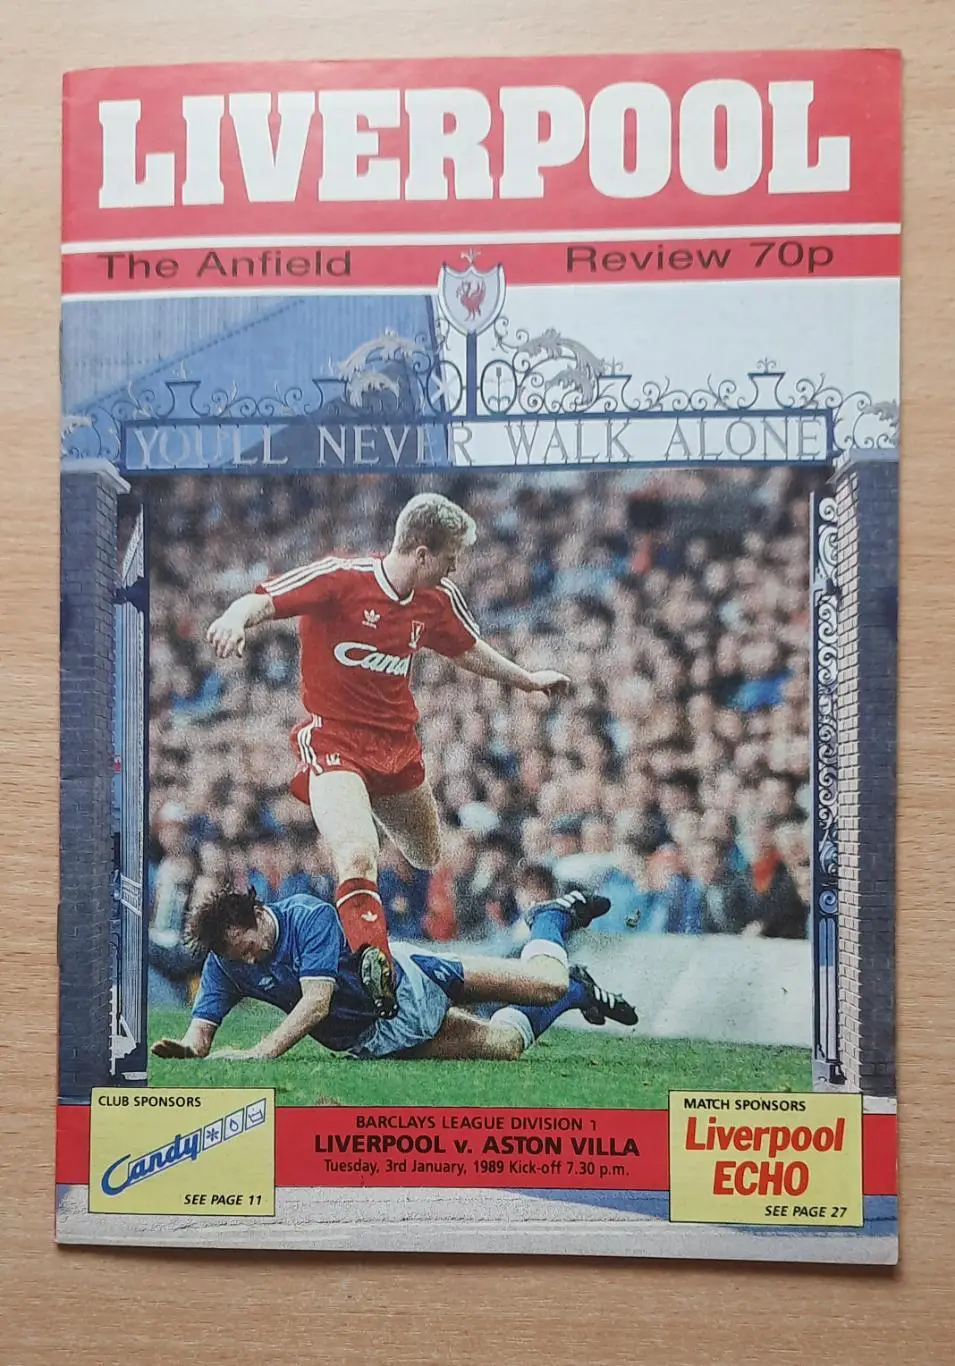 LIVERPOOL
The Anfield Review 70p
YOU'LL NEVER WALK ALONE
Candy
CLUB SPONSORS
Candy
SEE PAGE 11
BARCLAYS LEAGUE DIVISION 1
LIVERPOOL v. ASTON VILLA
Tuesday, 3rd January, 1989 Kick-off 7.30 p.m.
MATCH SPONSORS
Liverpool
ECHO
SEE PAGE 27